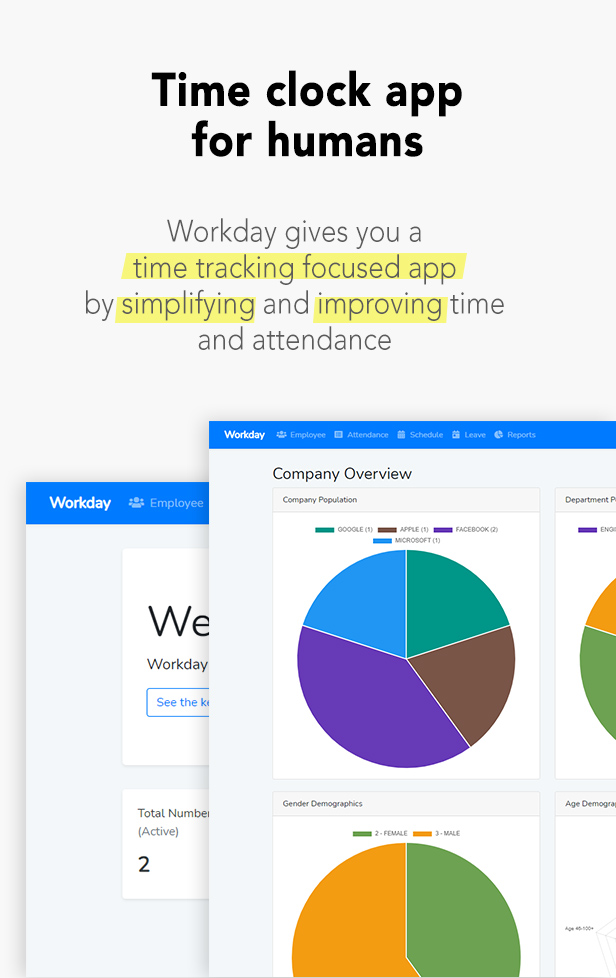 Time clock app
for humans
Workday gives you a
time tracking focused app
by simplifying and improving time
and attendance
Workday Employee Attendance Schedule Leave Reports
Company Overview
Company Population
GOOGLE (1) APPLE (1) FACEBOOK (2)
MICROSOFT (1)
Department
Gender Demographics
2 - FEMALE 3 - MALE
Age
Age 46-100+
Workday Employee
We
Workday
See the
Total Number
(Active)
2